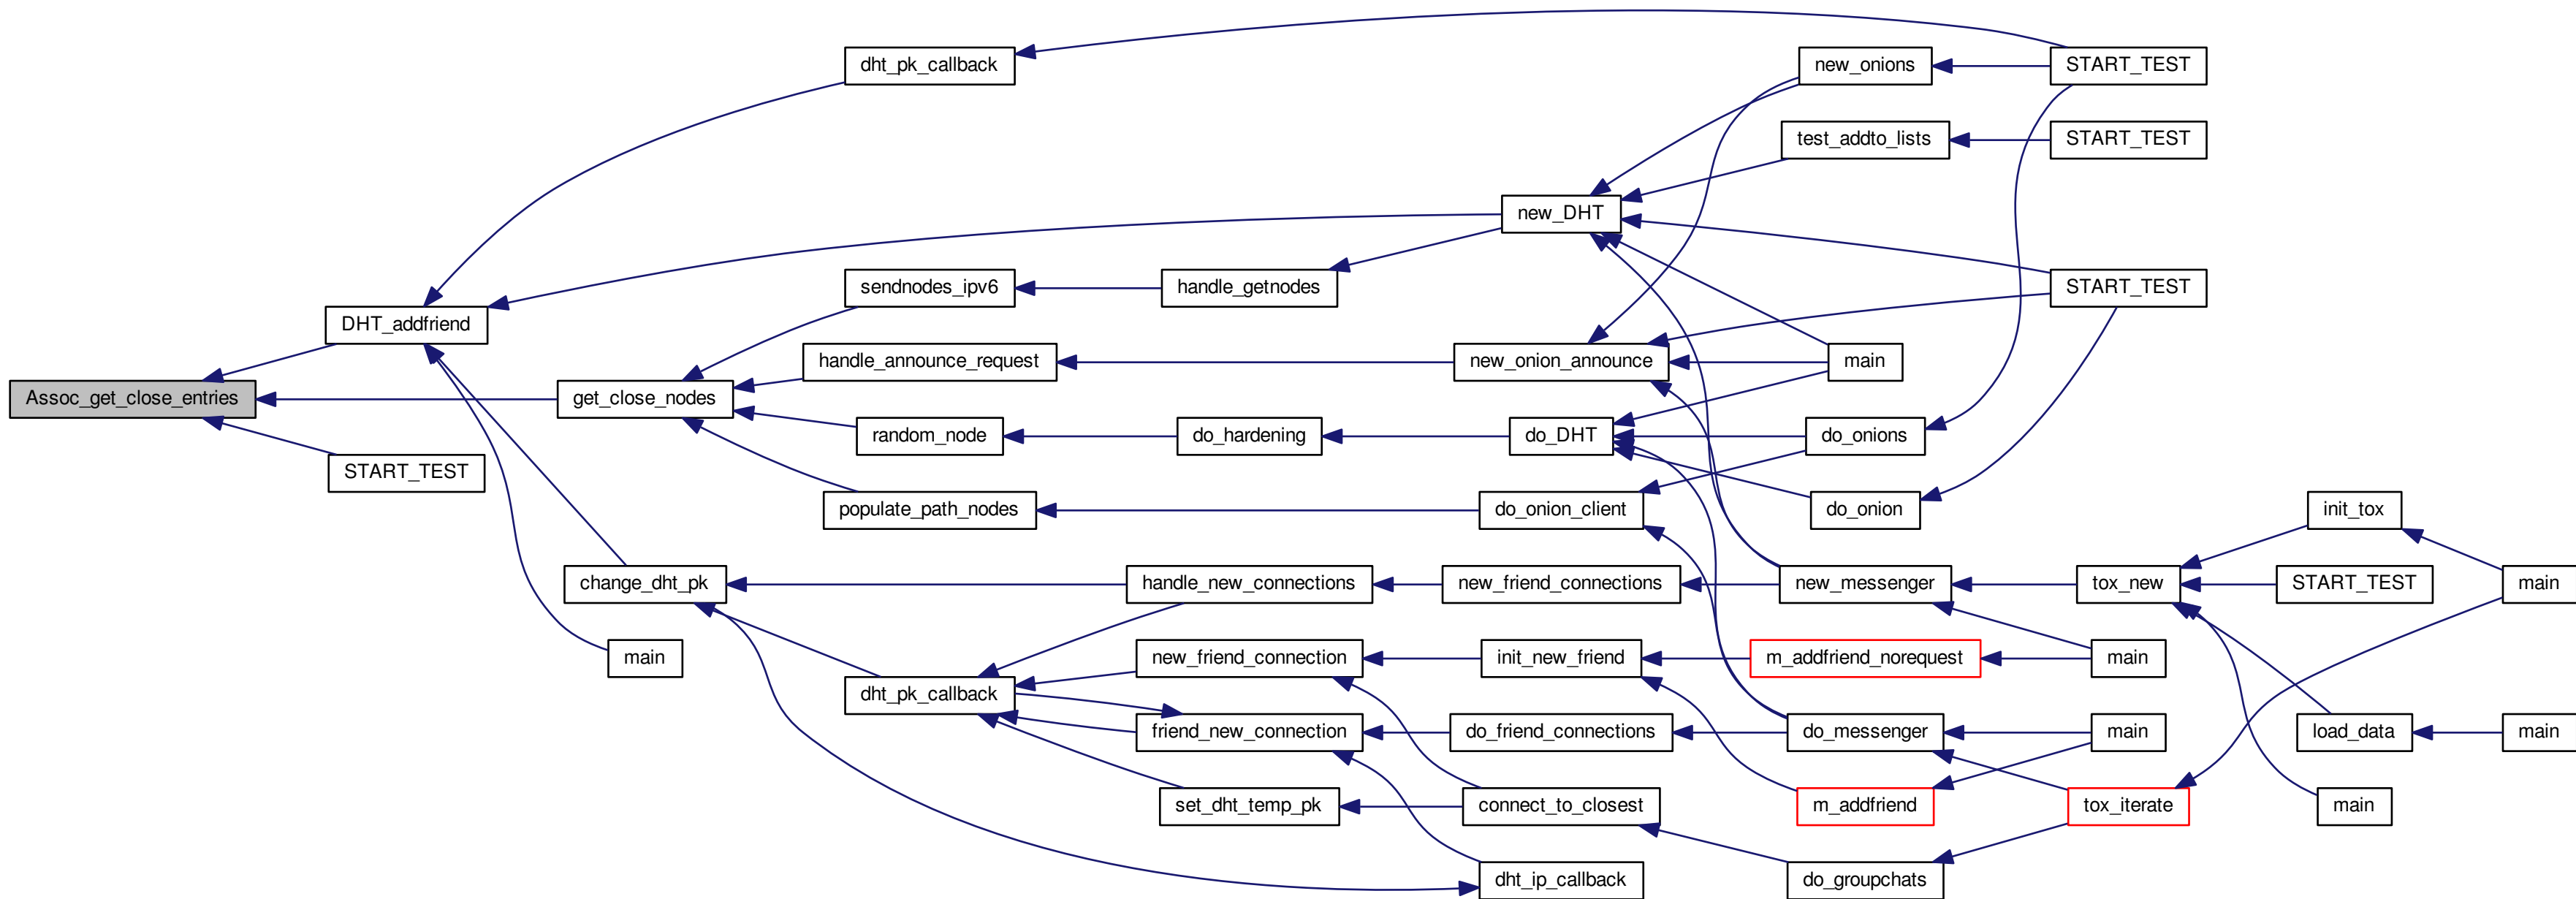 dht_pk_callback
new_onions
START_TEST
test_addto_lists
START_TEST
new_DHT
sendnodes_ipv6
handle_getnodes
START_TEST
DHT_addfriend
handle_announce_request
new_onion_announce
main
Assoc_get_close_entries
get_close_nodes
random_node
do_hardening
do_DHT
do_onions
START_TEST
populate_path_nodes
do_onion_client
do_onion
init_tox
change_dht_pk
handle_new_connections
new_friend_connections
new_messenger
tox_new
START_TEST
main
main
new_friend_connection
init_new_friend
m_addfriend_norequest
main
dht_pk_callback
friend_new_connection
do_friend_connections
do_messenger
main
load_data
main
set_dht_temp_pk
connect_to_closest
m_addfriend
tox_iterate
main
dht_ip_callback
do_groupchats